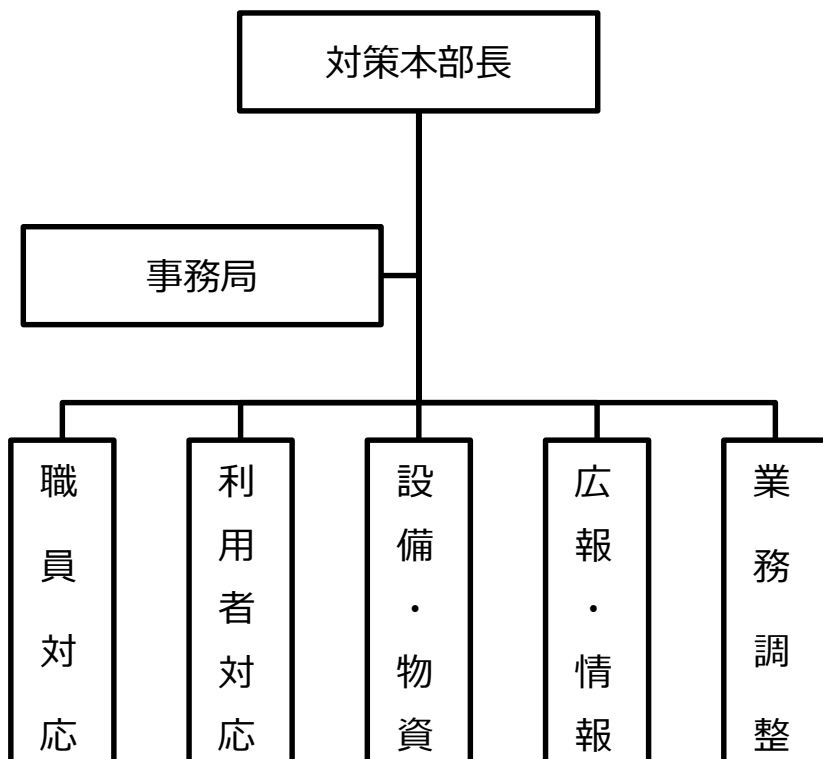 対策本部長
事務局
職員対応
利用者対応
設備・物資
広報・情報
業務調整